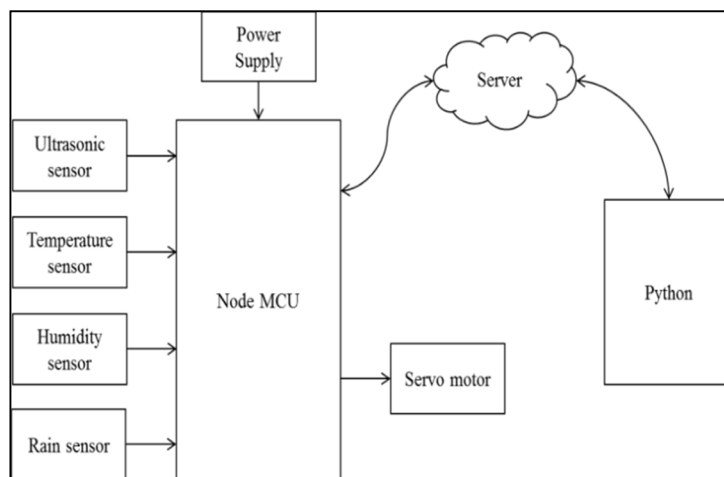 Power
Supply
Server
Ultrasonic
sensor
Temperature
sensor
Node MCU
Python
Humidity
sensor
Servo motor
Rain sensor